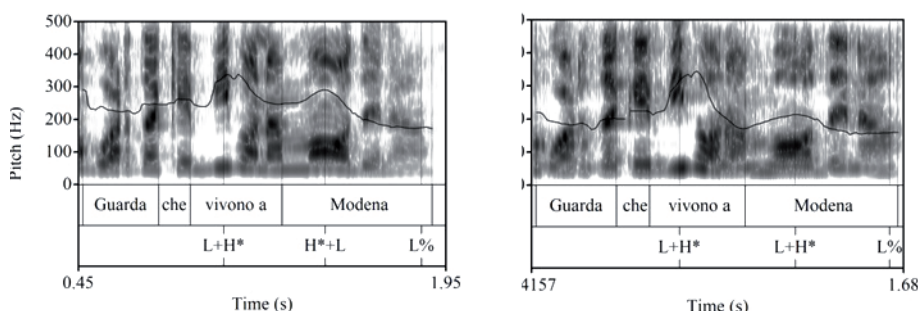 500
400
300
200
100
0
Pitch (Hz)
Guarda che vivono a Modena
L+H* H*+L L%
0.45 1.95
Time (s)
Guarda che vivono a Modena
L+H* L+H* L%
4157 1.68
Time (s)